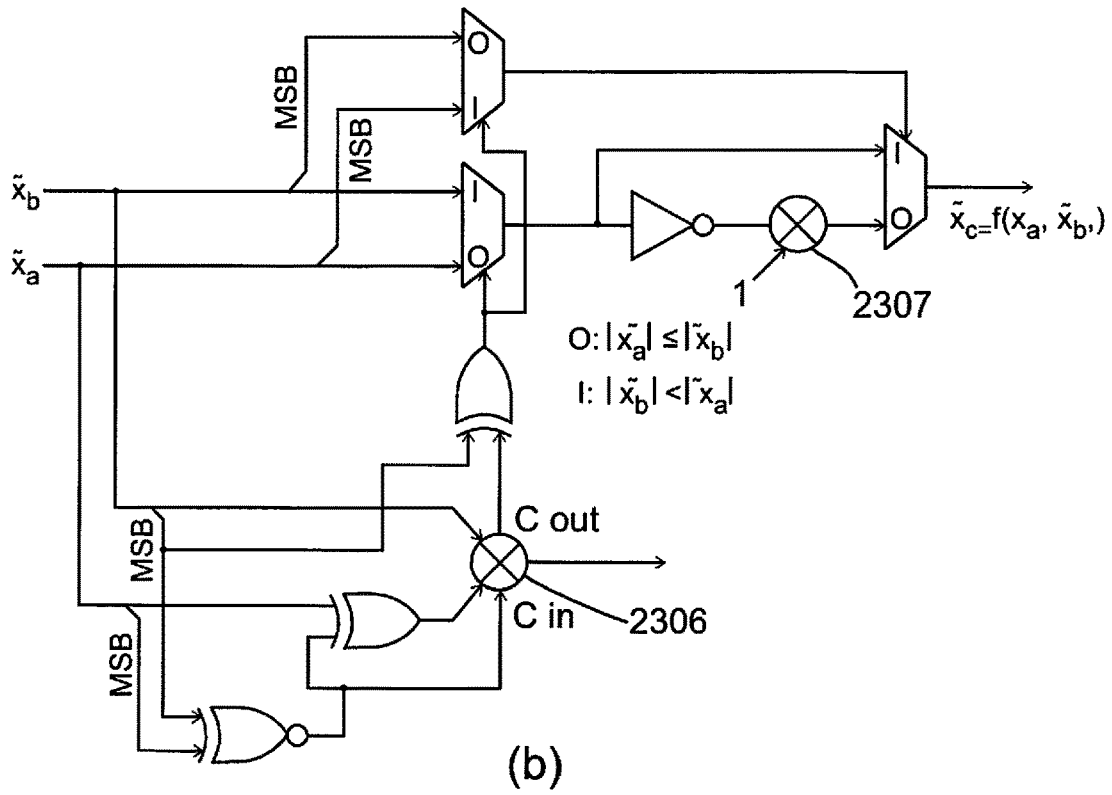 O
MSB
I
MSB
x̃b
I
I
x̃a
O
O
x̃c=f(xa, x̃b,)
1
2307
O: |x̃a| ≤ |x̃b|
I: |x̃b| < |x̃a|
MSB
C out
C in
2306
MSB
(b)